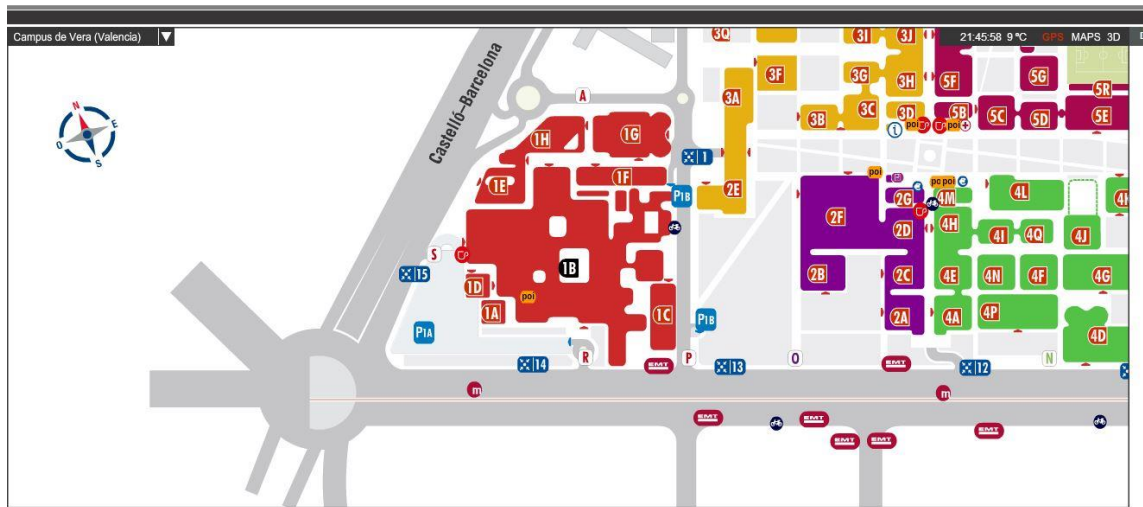 Campus de Vera (Valencia)
21:45:58 9 ºC GPS MAPS 3D
N
E
S
O
Castelló-Barcelona
3Q
3I
3J
3F
3G
3H
5F
5G
5R
3A
3B
3C
3D
5B
5C
5D
5E
A
i
poi
poi
1H
1G
1
1E
1F
2E
P1B
poi
poi
poi
2G
4M
4L
2F
2D
4H
4I
4Q
4J
S
1B
15
1D
poi
2B
2C
4E
4N
4F
4G
1A
1C
P1A
P1B
2A
4A
4P
4D
R
P
O
N
14
EMT
13
EMT
12
m
m
EMT
EMT
EMT
EMT
EMT